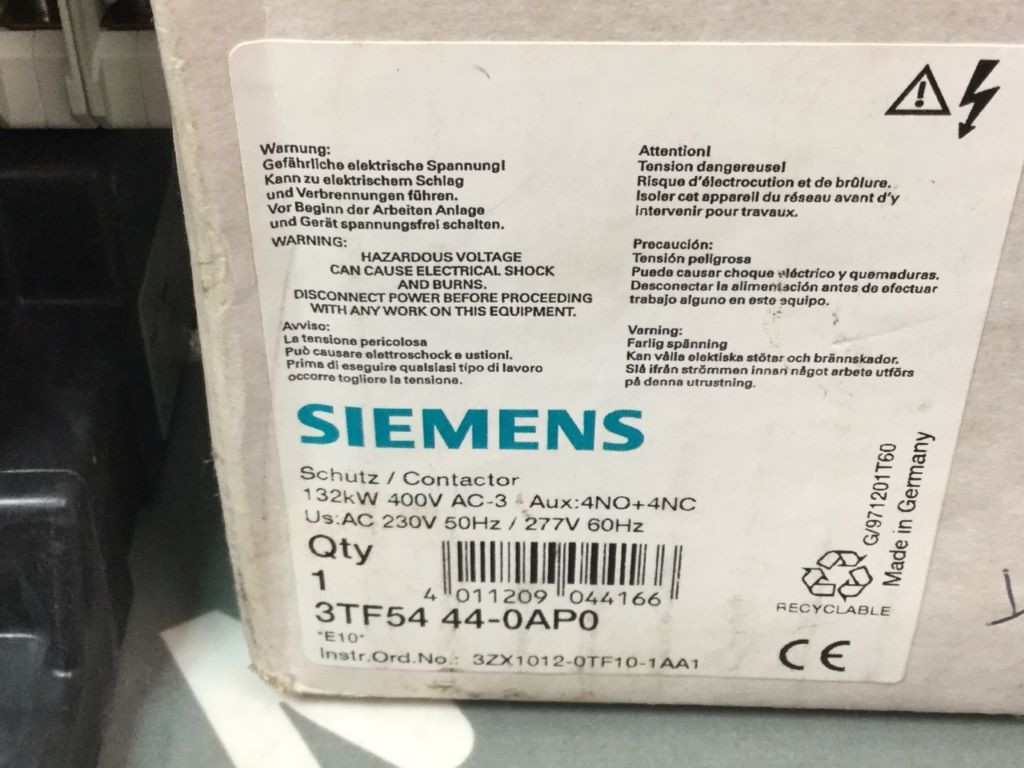 Warnung:
Gefährliche elektrische Spannung!
Kann zu elektrischem Schlag
und Verbrennungen führen.
Vor Beginn der Arbeiten Anlage
und Gerät spannungsfrei schalten.
WARNING:
HAZARDOUS VOLTAGE
CAN CAUSE ELECTRICAL SHOCK
AND BURNS.
DISCONNECT POWER BEFORE PROCEEDING
WITH ANY WORK ON THIS EQUIPMENT.
Avviso:
La tensione pericolosa
Può causare elettroschock e ustioni.
Prima di eseguire qualsiasi tipo di lavoro
occorre togliere la tensione.
Attention!
Tension dangereuse!
Risque d'électrocution et de brûlure.
Isoler cet appareil du réseau avant d'y
intervenir pour travaux.
Precaución:
Tensión peligrosa
Puede causar choque eléctrico y quemaduras.
Desconectar la alimentación antes de efectuar
trabajo alguno en este equipo.
Varning:
Farlig spänning
Kan vålla elektiska stötar och brännskador.
Slå ifrån strömmen innan något arbete utförs
på denna utrustning.
SIEMENS
Schutz / Contactor
132kW 400V AC-3 Aux:4NO+4NC
Us:AC 230V 50Hz / 277V 60Hz
Qty
1
4 011209 044166
3TF54 44-0AP0
*E10*
Instr.Ord.No.: 3ZX1012-0TF10-1AA1
RECYCLABLE
CE
G/971201T60
Made in Germany